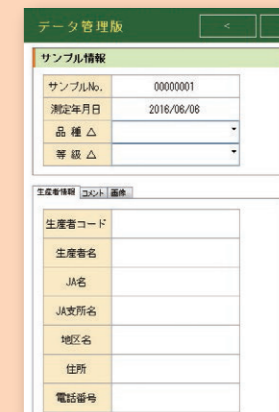 データ管理版 <
サンプル情報
サンプルNo. 00000001
測定年月日 2016/06/06
品種 △
等級 △
生産者情報 コメント 画像
生産者コード
生産者名
JA名
JA支所名
地区名
住所
電話番号